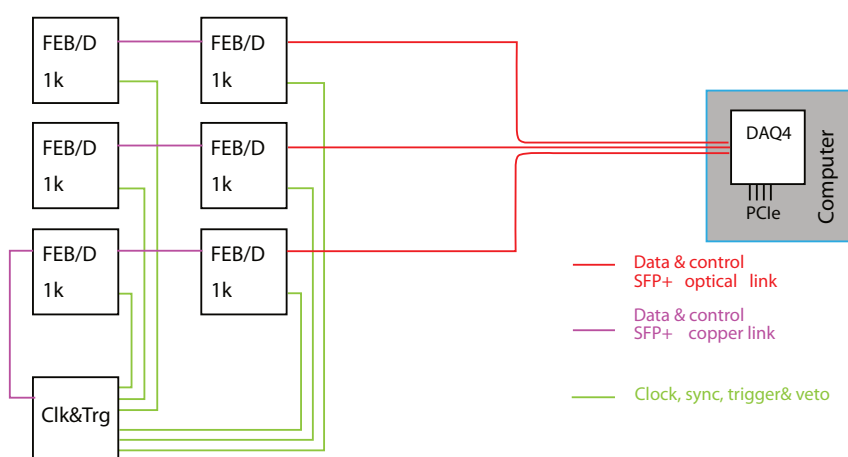 FEB/D
1k
FEB/D
1k
FEB/D
1k
FEB/D
1k
FEB/D
1k
FEB/D
1k
Clk&Trg
DAQ4
PCIe
Computer
Data & control
SFP+ optical link
Data & control
SFP+ copper link
Clock, sync, trigger& veto